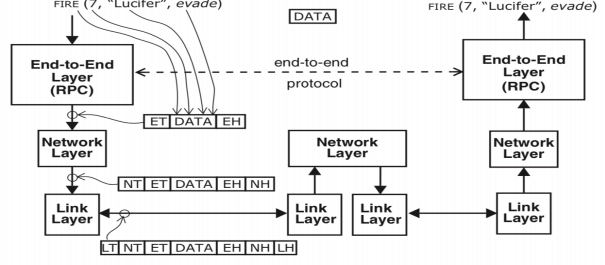 FIRE (7, "Lucifer", evade)
DATA
FIRE (7, "Lucifer", evade)
End-to-End
Layer
(RPC)
end-to-end
protocol
End-to-End
Layer
(RPC)
ET DATA EH
Network
Layer
Network
Layer
Network
Layer
NT ET DATA EH NH
Link
Layer
Link
Layer
Link
Layer
Link
Layer
LT NT ET DATA EH NH LH